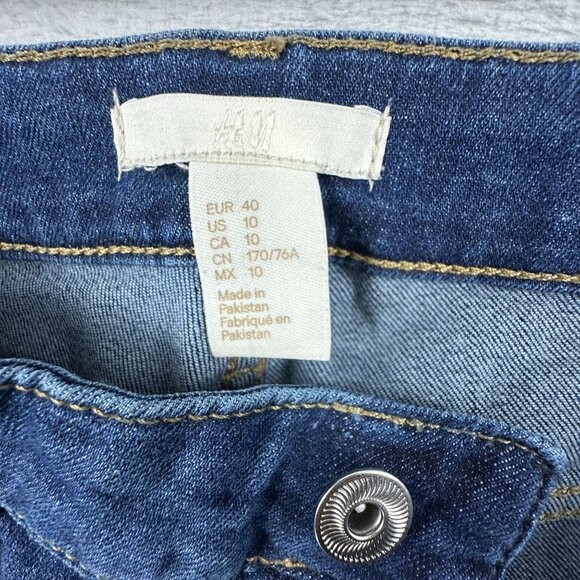 H&M
EUR 40
US 10
CA 10
CN 170/76A
MX 10
Made in
Pakistan
Fabriqué en
Pakistan